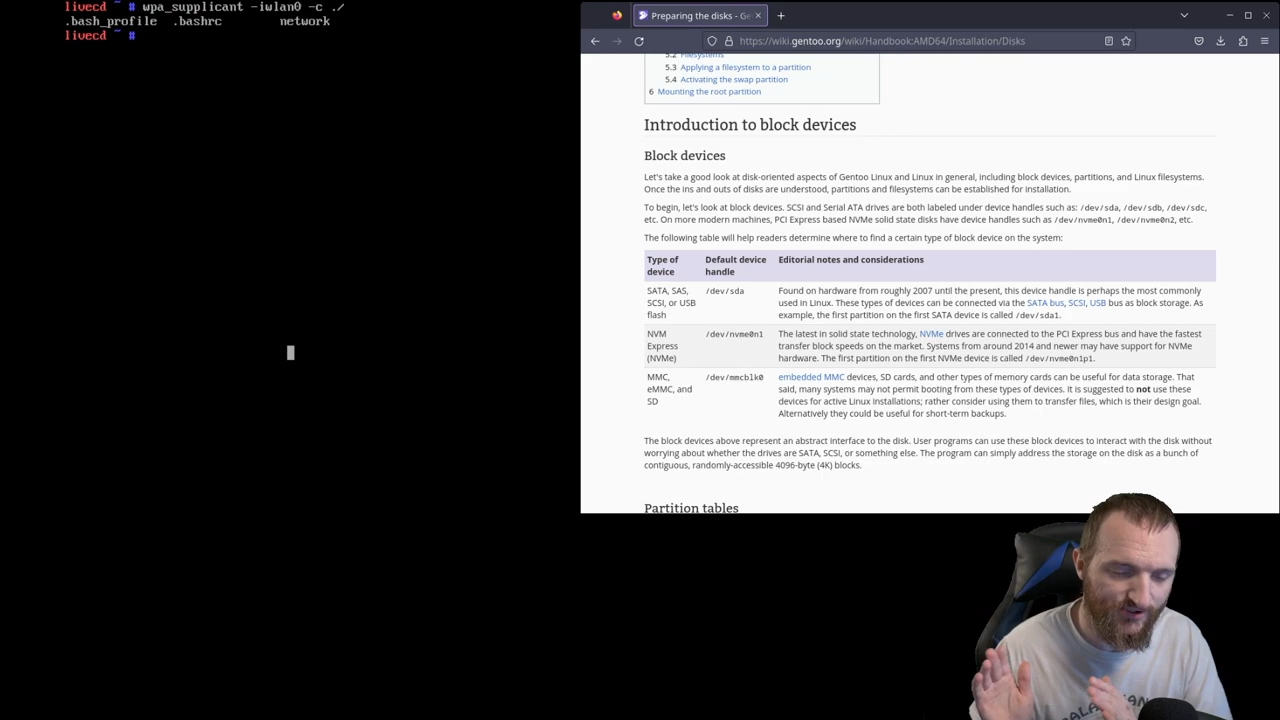 livecd ~ # wpa_supplicant -iwlan0 -c ./
.bash_profile .bashrc network
livecd ~ #
Preparing the disks - Ge
https://wiki.gentoo.org/wiki/Handbook:AMD64/Installation/Disks
5.2 Filesystems
5.3 Applying a filesystem to a partition
5.4 Activating the swap partition
6 Mounting the root partition
Introduction to block devices
Block devices
Let's take a good look at disk-oriented aspects of Gentoo Linux and Linux in general, including block devices, partitions, and Linux filesystems.
Once the ins and outs of disks are understood, partitions and filesystems can be established for installation.
To begin, let's look at block devices. SCSI and Serial ATA drives are both labeled under device handles such as: /dev/sda, /dev/sdb, /dev/sdc,
etc. On more modern machines, PCI Express based NVMe solid state disks have device handles such as /dev/nvme0n1, /dev/nvme0n2, etc.
The following table will help readers determine where to find a certain type of block device on the system:
Type of device Default device handle Editorial notes and considerations
SATA, SAS,
SCSI, or USB
flash
/dev/sda
Found on hardware from roughly 2007 until the present, this device handle is perhaps the most commonly
used in Linux. These types of devices can be connected via the SATA bus, SCSI, USB bus as block storage. As
example, the first partition on the first SATA device is called /dev/sda1.
NVM
Express
(NVMe)
/dev/nvme0n1
The latest in solid state technology, NVMe drives are connected to the PCI Express bus and have the fastest
transfer block speeds on the market. Systems from around 2014 and newer may have support for NVMe
hardware. The first partition on the first NVMe device is called /dev/nvme0n1p1.
MMC,
eMMC, and
SD
/dev/mmcblk0
embedded MMC devices, SD cards, and other types of memory cards can be useful for data storage. That
said, many systems may not permit booting from these types of devices. It is suggested to not use these
devices for active Linux installations; rather consider using them to transfer files, which is their design goal.
Alternatively they could be useful for short-term backups.
The block devices above represent an abstract interface to the disk. User programs can use these block devices to interact with the disk without
worrying about whether the drives are SATA, SCSI, or something else. The program can simply address the storage on the disk as a bunch of
contiguous, randomly-accessible 4096-byte (4K) blocks.
Partition tables